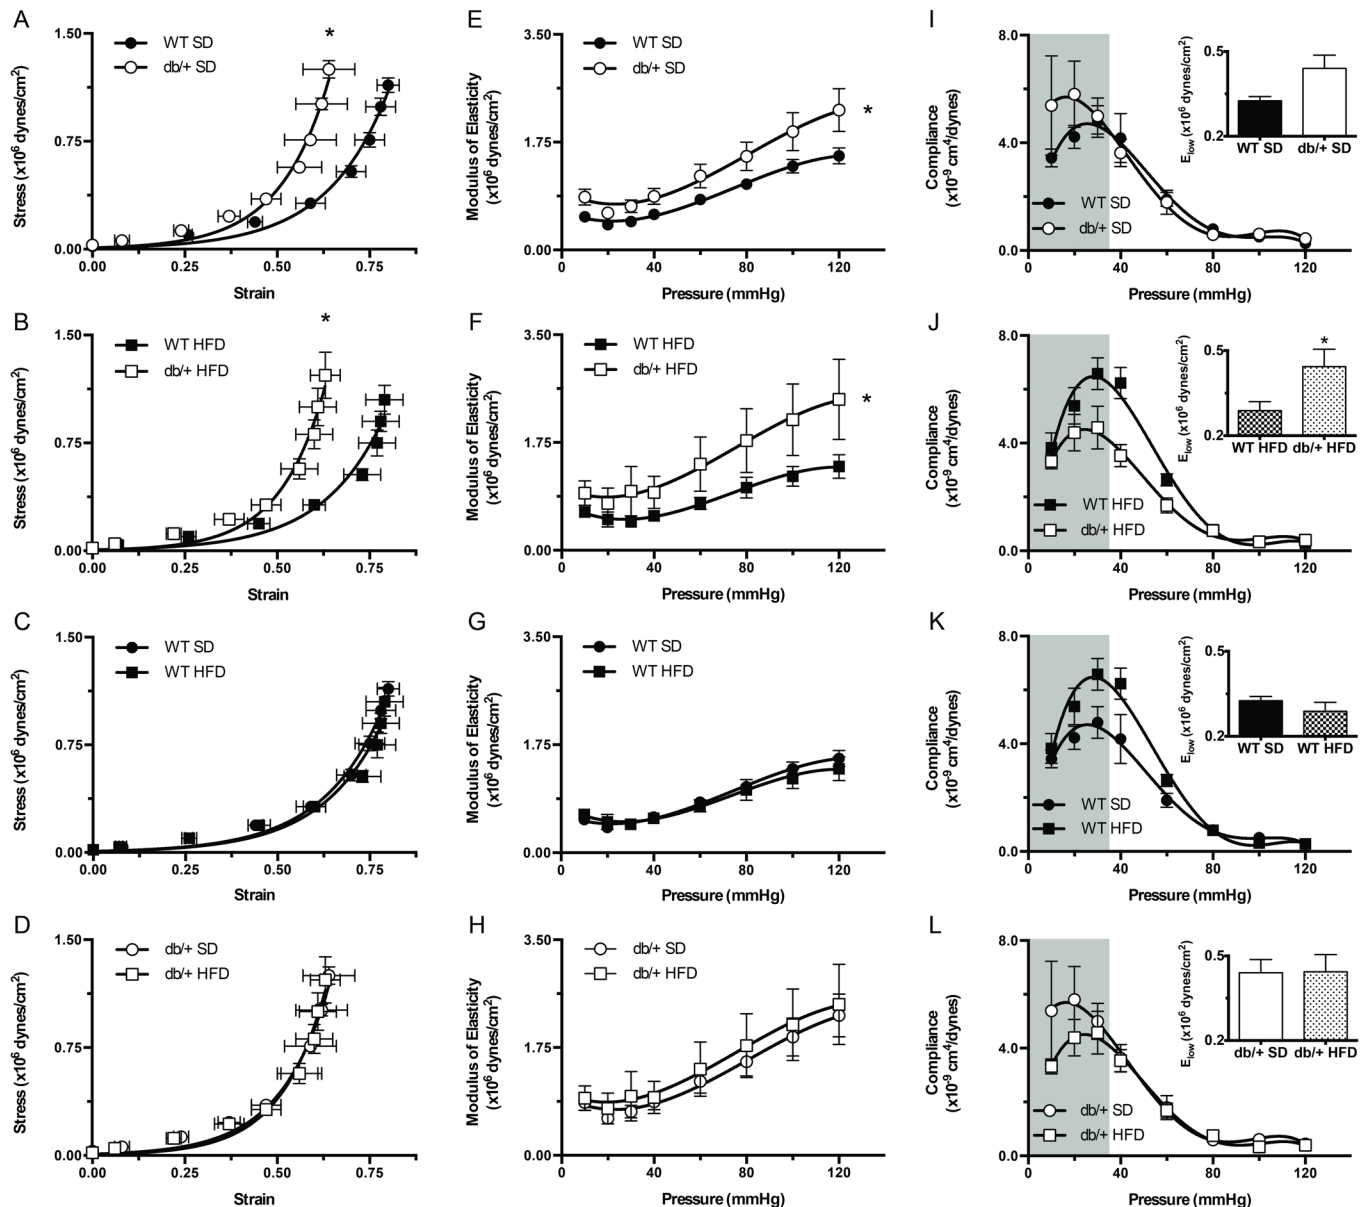 A
Stress (x10⁶ dynes/cm²)
1.50
0.75
0.00
0.00 0.25 0.50 0.75
Strain
WT SD
db/+ SD
*
E
Modulus of Elasticity
(x10⁶ dynes/cm²)
3.50
1.75
0.00
0 40 80 120
Pressure (mmHg)
WT SD
db/+ SD
*
I
Compliance
(x10⁻⁹ cm⁴/dynes)
8.0
4.0
0.0
0 40 80 120
Pressure (mmHg)
WT SD
db/+ SD
E low (x10⁶ dynes/cm²)
0.5
0.2
WT SD db/+ SD
B
Stress (x10⁶ dynes/cm²)
1.50
0.75
0.00
0.00 0.25 0.50 0.75
Strain
WT HFD
db/+ HFD
*
F
Modulus of Elasticity
(x10⁶ dynes/cm²)
3.50
1.75
0.00
0 40 80 120
Pressure (mmHg)
WT HFD
db/+ HFD
*
J
Compliance
(x10⁻⁹ cm⁴/dynes)
8.0
4.0
0.0
0 40 80 120
Pressure (mmHg)
WT HFD
db/+ HFD
E low (x10⁶ dynes/cm²)
0.5
0.2
*
WT HFD db/+ HFD
C
Stress (x10⁶ dynes/cm²)
1.50
0.75
0.00
0.00 0.25 0.50 0.75
Strain
WT SD
WT HFD
G
Modulus of Elasticity
(x10⁶ dynes/cm²)
3.50
1.75
0.00
0 40 80 120
Pressure (mmHg)
WT SD
WT HFD
K
Compliance
(x10⁻⁹ cm⁴/dynes)
8.0
4.0
0.0
0 40 80 120
Pressure (mmHg)
WT SD
WT HFD
E low (x10⁶ dynes/cm²)
0.5
0.2
WT SD WT HFD
D
Stress (x10⁶ dynes/cm²)
1.50
0.75
0.00
0.00 0.25 0.50 0.75
Strain
db/+ SD
db/+ HFD
H
Modulus of Elasticity
(x10⁶ dynes/cm²)
3.50
1.75
0.00
0 40 80 120
Pressure (mmHg)
db/+ SD
db/+ HFD
L
Compliance
(x10⁻⁹ cm⁴/dynes)
8.0
4.0
0.0
0 40 80 120
Pressure (mmHg)
db/+ SD
db/+ HFD
E low (x10⁶ dynes/cm²)
0.5
0.2
db/+ SD db/+ HFD